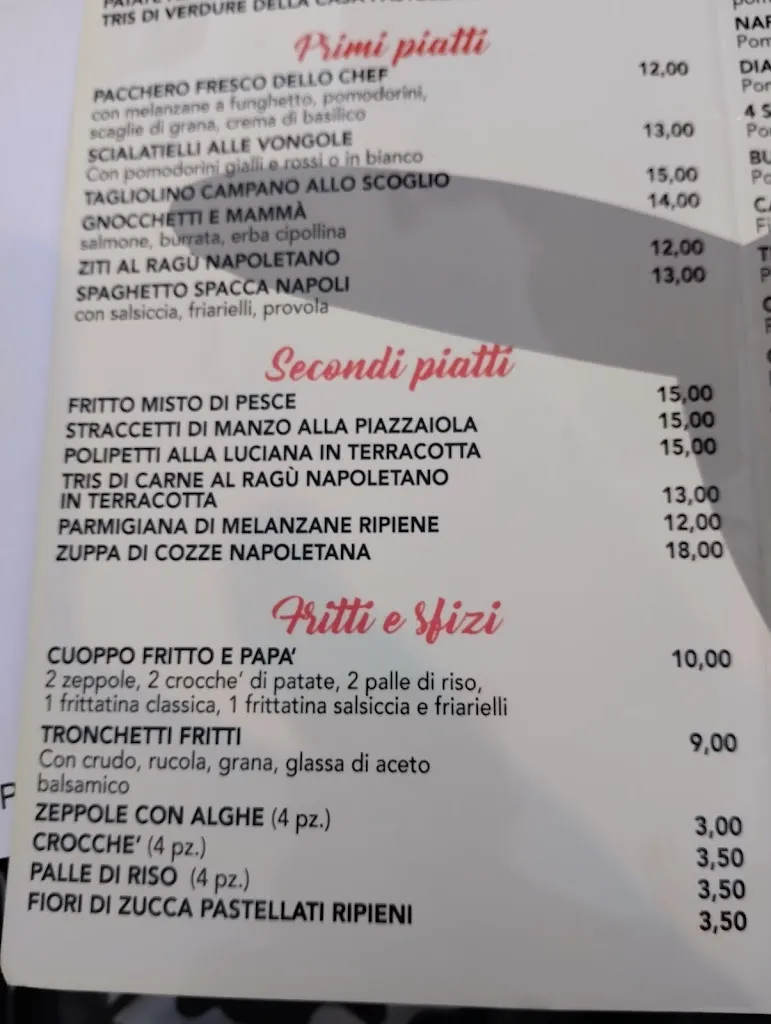 TRIS DI VERDURE DELLA
Primi piatti
PACCHERO FRESCO DELLO CHEF 12,00
con melanzane a funghetto, pomodorini,
scaglie di grana, crema di basilico
SCIALATIELLI ALLE VONGOLE 13,00
Con pomodorini gialli e rossi o in bianco
TAGLIOLINO CAMPANO ALLO SCOGLIO 15,00
GNOCCHETTI E MAMMÀ 14,00
salmone, burrata, erba cipollina
ZITI AL RAGÙ NAPOLETANO 12,00
SPAGHETTO SPACCA NAPOLI 13,00
con salsiccia, friarielli, provola
Secondi piatti
FRITTO MISTO DI PESCE 15,00
STRACCETTI DI MANZO ALLA PIAZZAIOLA 15,00
POLIPETTI ALLA LUCIANA IN TERRACOTTA 15,00
TRIS DI CARNE AL RAGÙ NAPOLETANO
IN TERRACOTTA 13,00
PARMIGIANA DI MELANZANE RIPIENE 12,00
ZUPPA DI COZZE NAPOLETANA 18,00
Fritti e sfizi
CUOPPO FRITTO E PAPA' 10,00
2 zeppole, 2 crocche' di patate, 2 palle di riso,
1 frittatina classica, 1 frittatina salsiccia e friarielli
TRONCHETTI FRITTI 9,00
Con crudo, rucola, grana, glassa di aceto
balsamico
ZEPPOLE CON ALGHE (4 pz.) 3,00
CROCCHE' (4 pz.) 3,50
PALLE DI RISO (4 pz.) 3,50
FIORI DI ZUCCA PASTELLATI RIPIENI 3,50